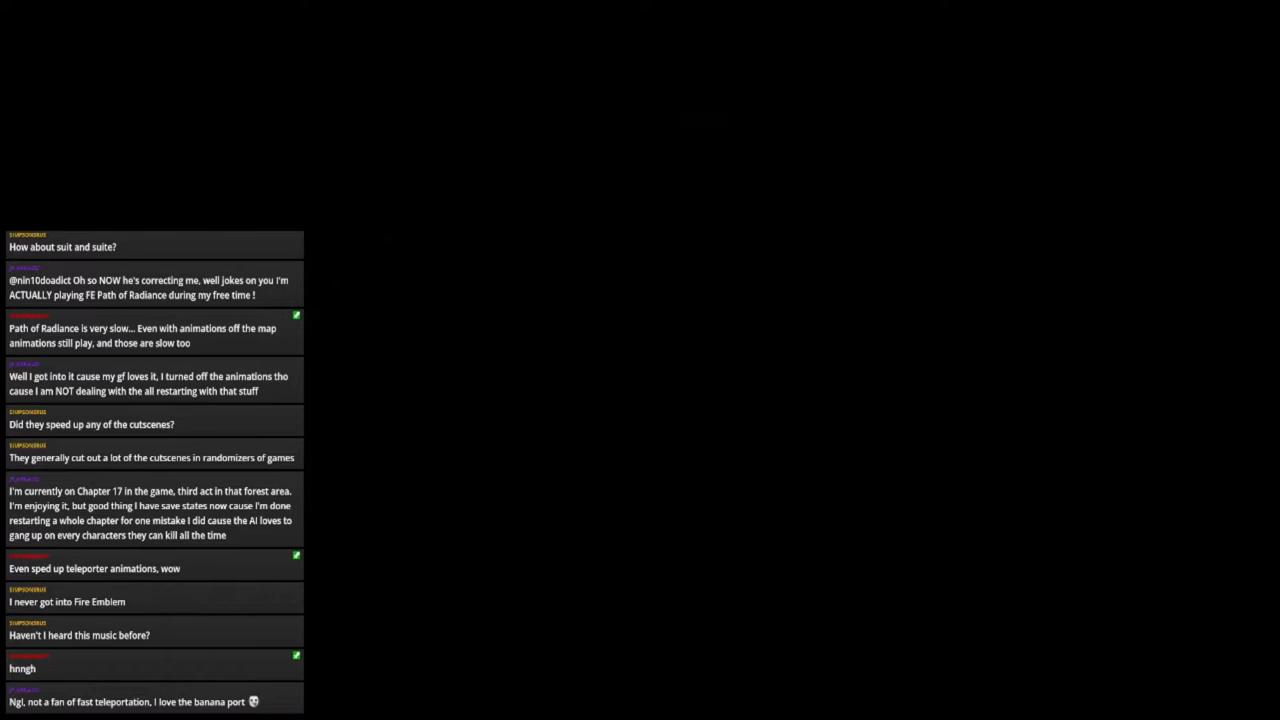 SIUPSONSRUS
How about suit and suite?
@nin10doadict Oh so NOW he's correcting me, well jokes on you I'm
ACTUALLY playing FE Path of Radiance during my free time !
Path of Radiance is very slow... Even with animations off the map
animations still play, and those are slow too
Well I got into it cause my gf loves it, I turned off the animations tho
cause I am NOT dealing with the all restarting with that stuff
SIUPSONSRUS
Did they speed up any of the cutscenes?
SIUPSONSRUS
They generally cut out a lot of the cutscenes in randomizers of games
I'm currently on Chapter 17 in the game, third act in that forest area.
I'm enjoying it, but good thing I have save states now cause I'm done
restarting a whole chapter for one mistake I did cause the AI loves to
gang up on every characters they can kill all the time
Even sped up teleporter animations, wow
SIUPSONSRUS
I never got into Fire Emblem
SIUPSONSRUS
Haven't I heard this music before?
hnngh
Ngl, not a fan of fast teleportation, I love the banana port